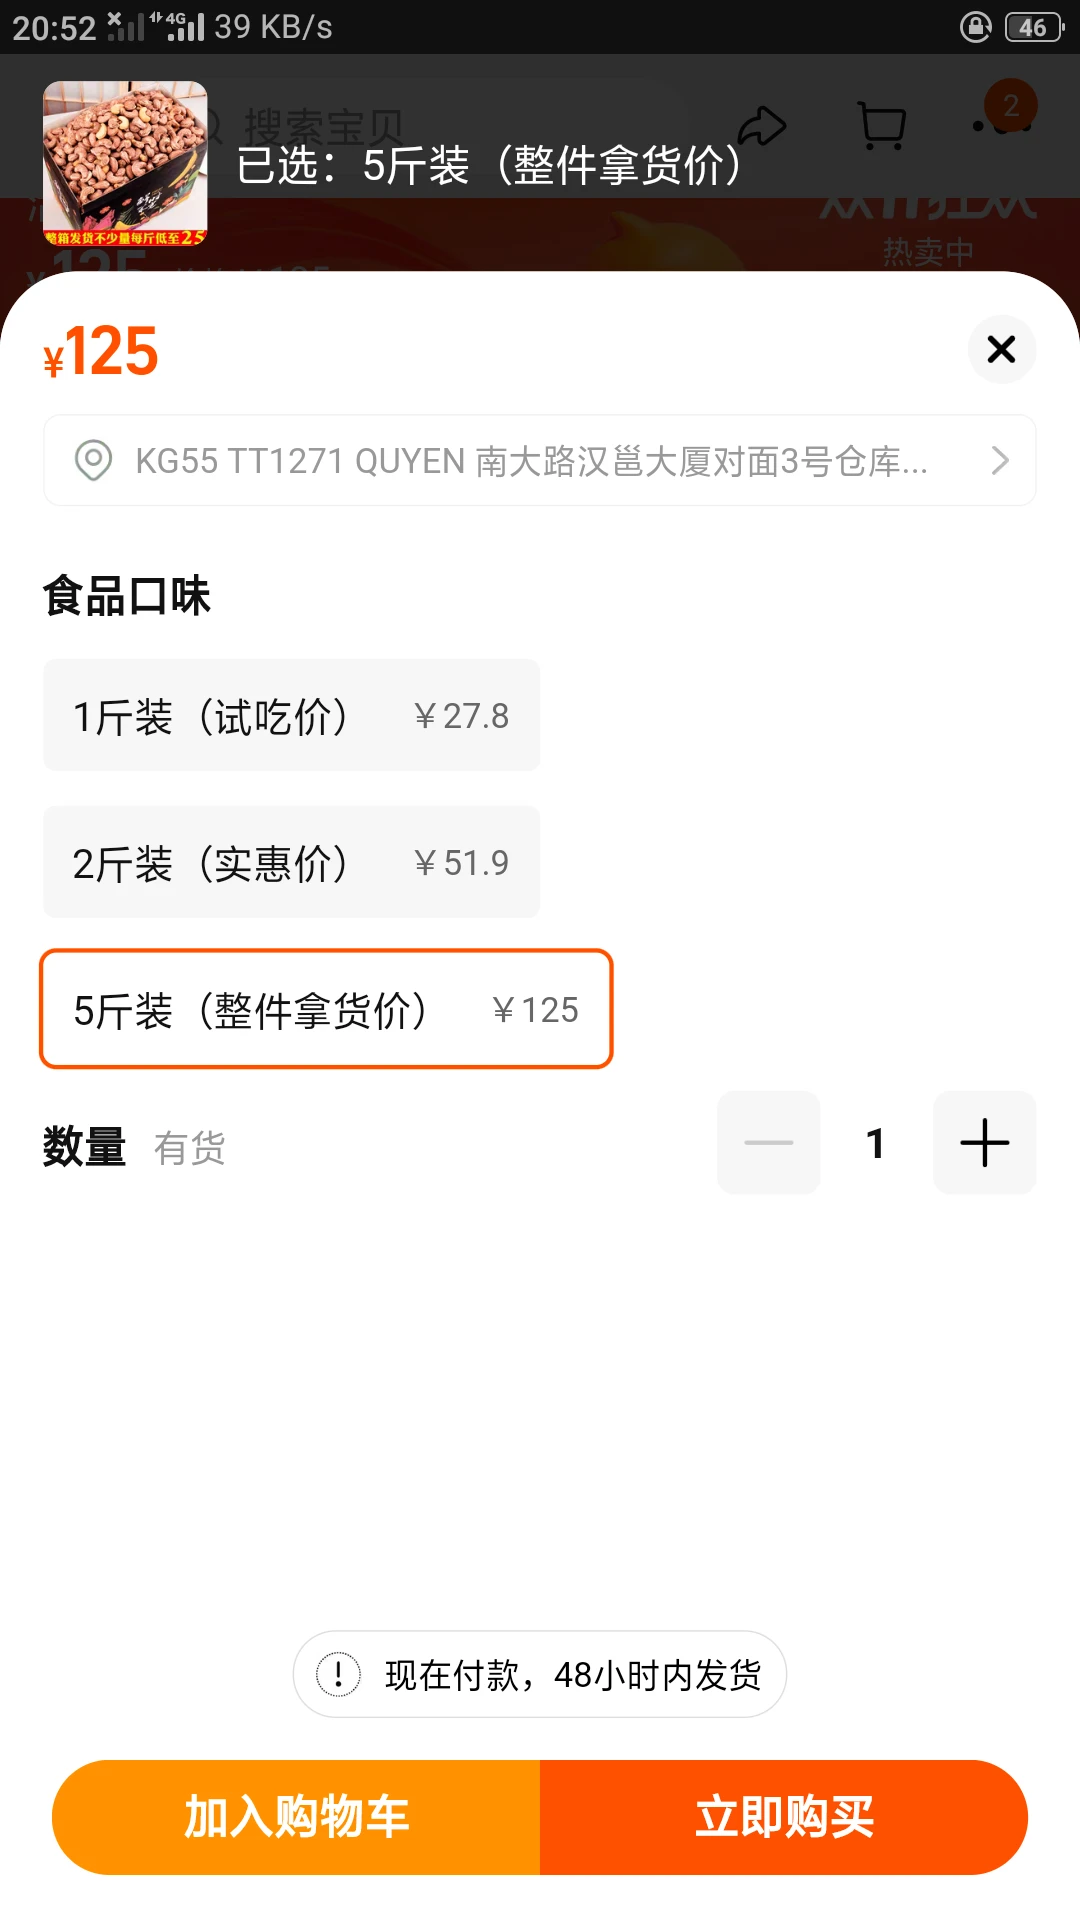 20:52 4G 39 KB/s 46
搜索宝贝
2
已选：5斤装（整件拿货价）
整箱发货不少量每斤低至25
热卖中
¥125
KG55 TT1271 QUYEN 南大路汉邕大厦对面3号仓库...
食品口味
1斤装（试吃价） ￥27.8
2斤装（实惠价） ￥51.9
5斤装（整件拿货价） ￥125
数量 有货
1
现在付款，48小时内发货
加入购物车 立即购买